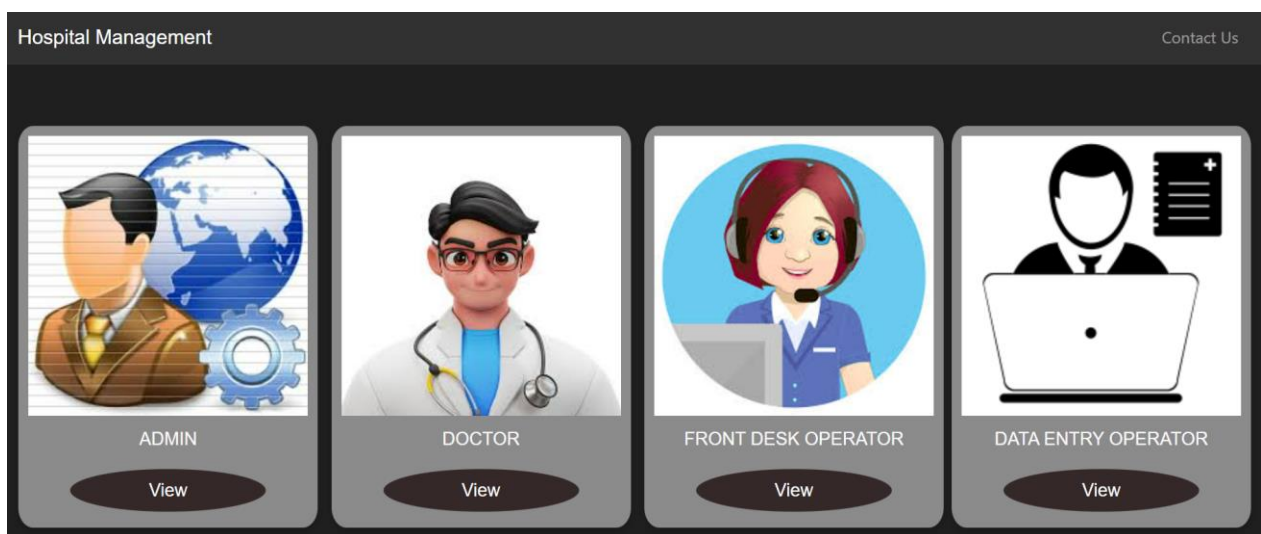 Hospital Management
Contact Us
ADMIN
DOCTOR
FRONT DESK OPERATOR
DATA ENTRY OPERATOR
View
View
View
View